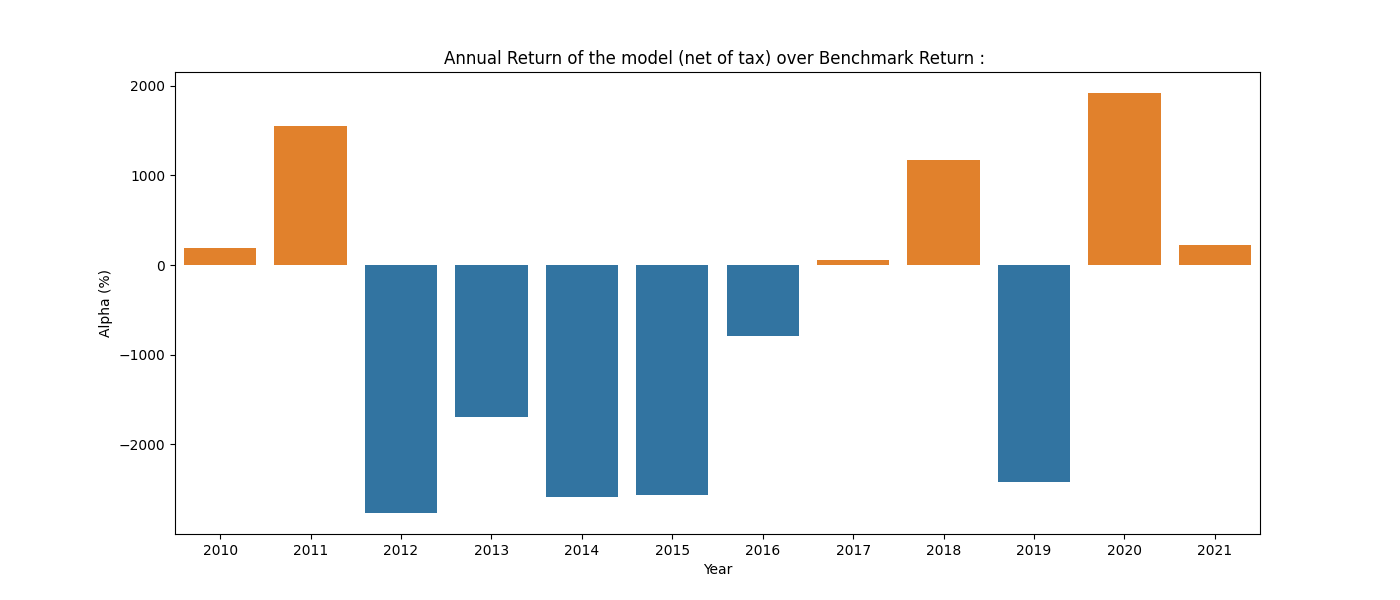 Annual Return of the model (net of tax) over Benchmark Return :
2000
1000
0
−1000
−2000
Alpha (%)
2010 2011 2012 2013 2014 2015 2016 2017 2018 2019 2020 2021
Year